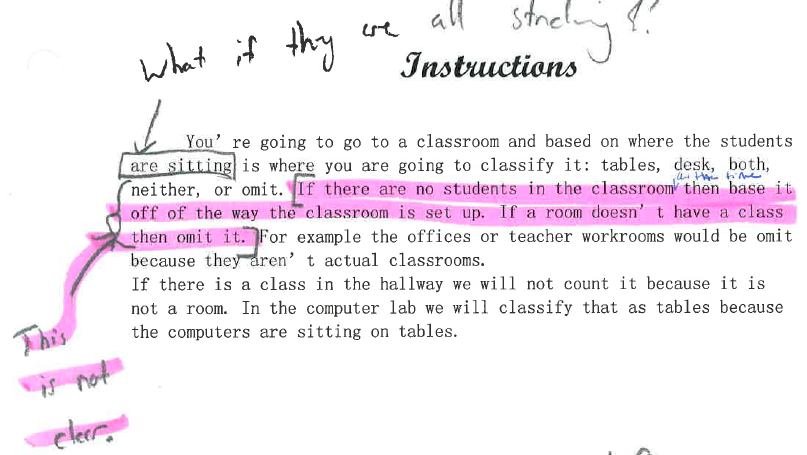 What if they are all standing?!
Instructions
You're going to go to a classroom and based on where the students
are sitting is where you are going to classify it: tables, desk, both,
at the time
neither, or omit. If there are no students in the classroom then base it
off of the way the classroom is set up. If a room doesn't have a class
then omit it. For example the offices or teacher workrooms would be omit
because they aren't actual classrooms.
If there is a class in the hallway we will not count it because it is
not a room. In the computer lab we will classify that as tables because
the computers are sitting on tables.
This
is not
clear.